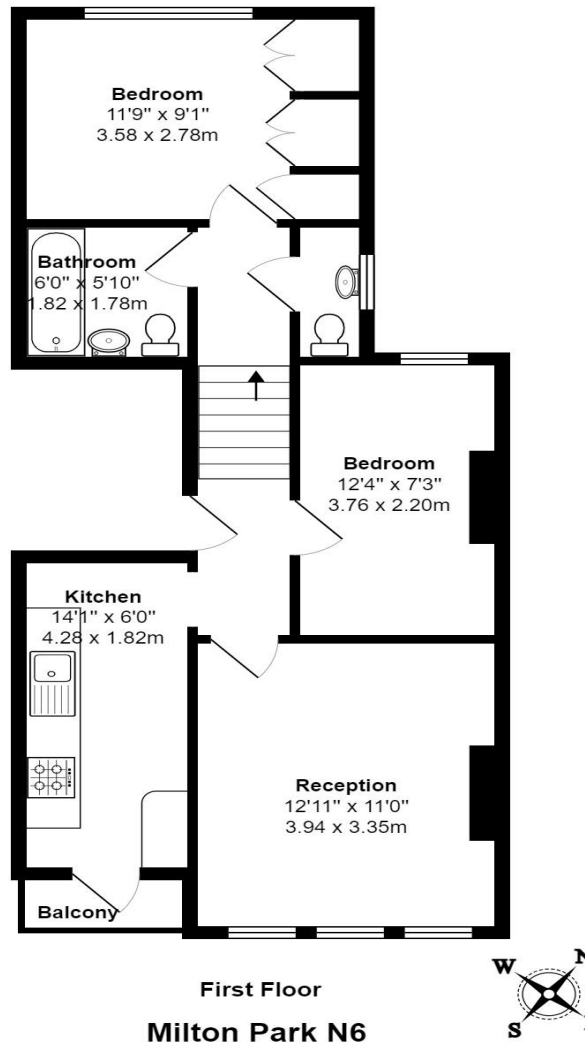 Bedroom
11'9" x 9'1"
3.58 x 2.78m
Bathroom
6'0" x 5'10"
1.82 x 1.78m
Bedroom
12'4" x 7'3"
3.76 x 2.20m
Kitchen
14'1" x 6'0"
4.28 x 1.82m
Reception
12'11" x 11'0"
3.94 x 3.35m
Balcony
First Floor
W N
S
Milton Park N6